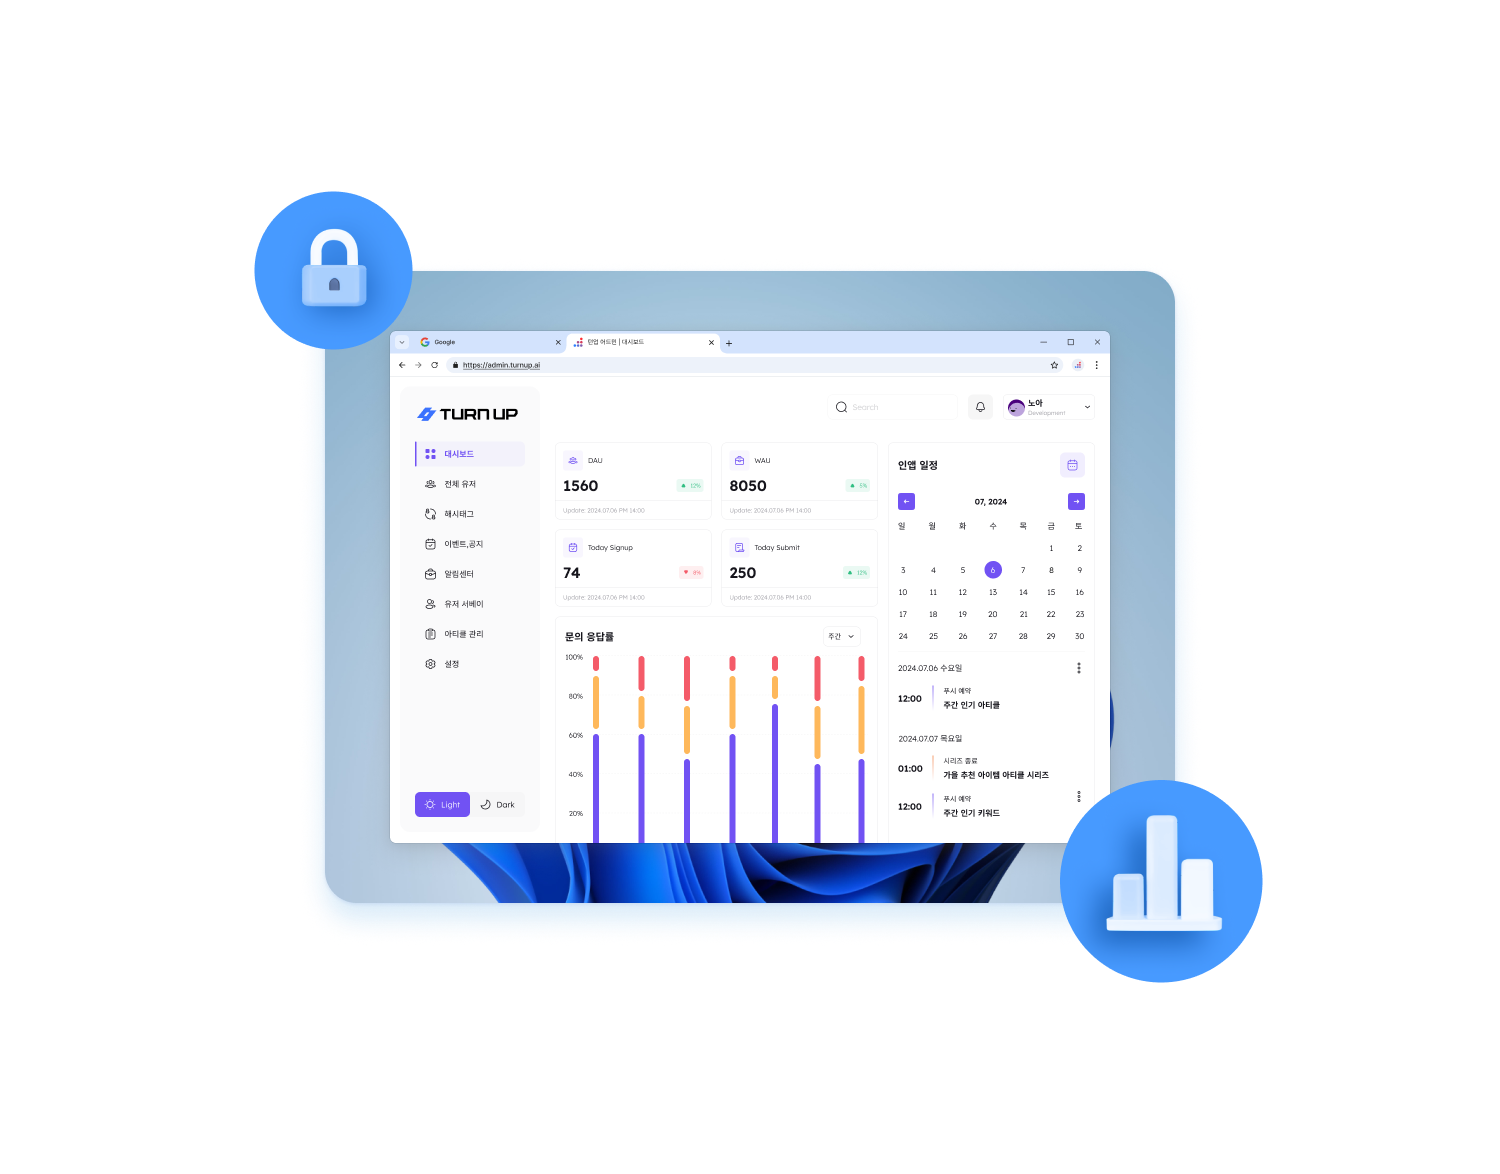 Google
턴업 어드민 | 대시보드
https://admin.turnup.ai
TURN UP
Search
노아
Development
대시보드
전체 유저
해시태그
이벤트,공지
알림센터
유저 서베이
아티클 관리
설정
Light
Dark
DAU
1560
12%
Update: 2024.07.06 PM 14:00
WAU
8050
5%
Update: 2024.07.06 PM 14:00
Today Signup
74
8%
Update: 2024.07.06 PM 14:00
Today Submit
250
12%
Update: 2024.07.06 PM 14:00
문의 응답률
주간
100%
80%
60%
40%
20%
인앱 일정
07, 2024
일 월 화 수 목 금 토
1 2
3 4 5 6 7 8 9
10 11 12 13 14 15 16
17 18 19 20 21 22 23
24 25 26 27 28 29 30
2024.07.06 수요일
12:00
푸시 예약
주간 인기 아티클
2024.07.07 목요일
01:00
시리즈 종료
가을 추천 아이템 아티클 시리즈
12:00
푸시 예약
주간 인기 키워드